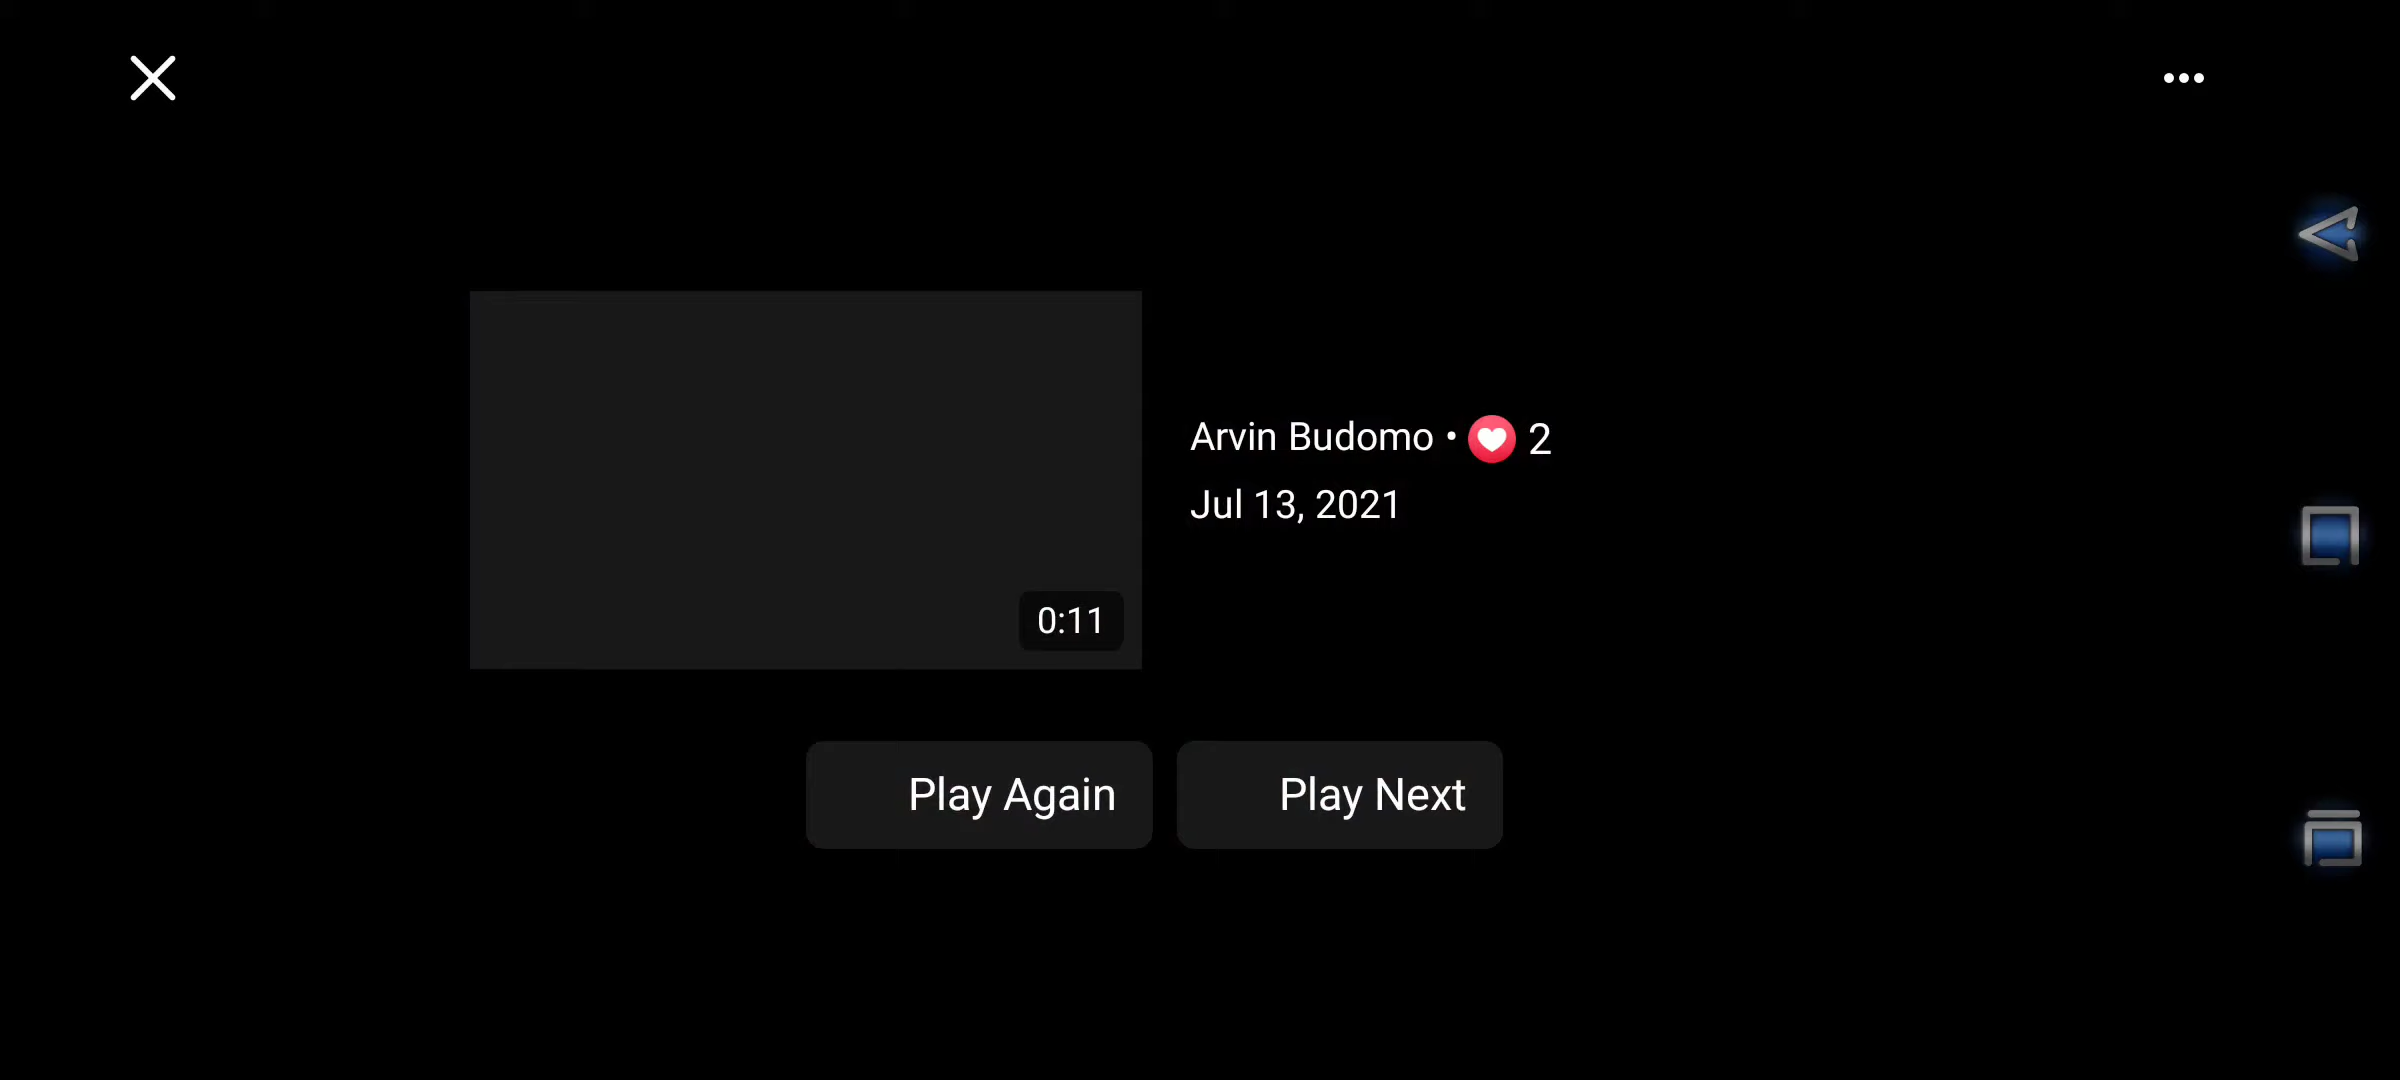 Arvin Budomo • 2
Jul 13, 2021
0:11
Play Again
Play Next